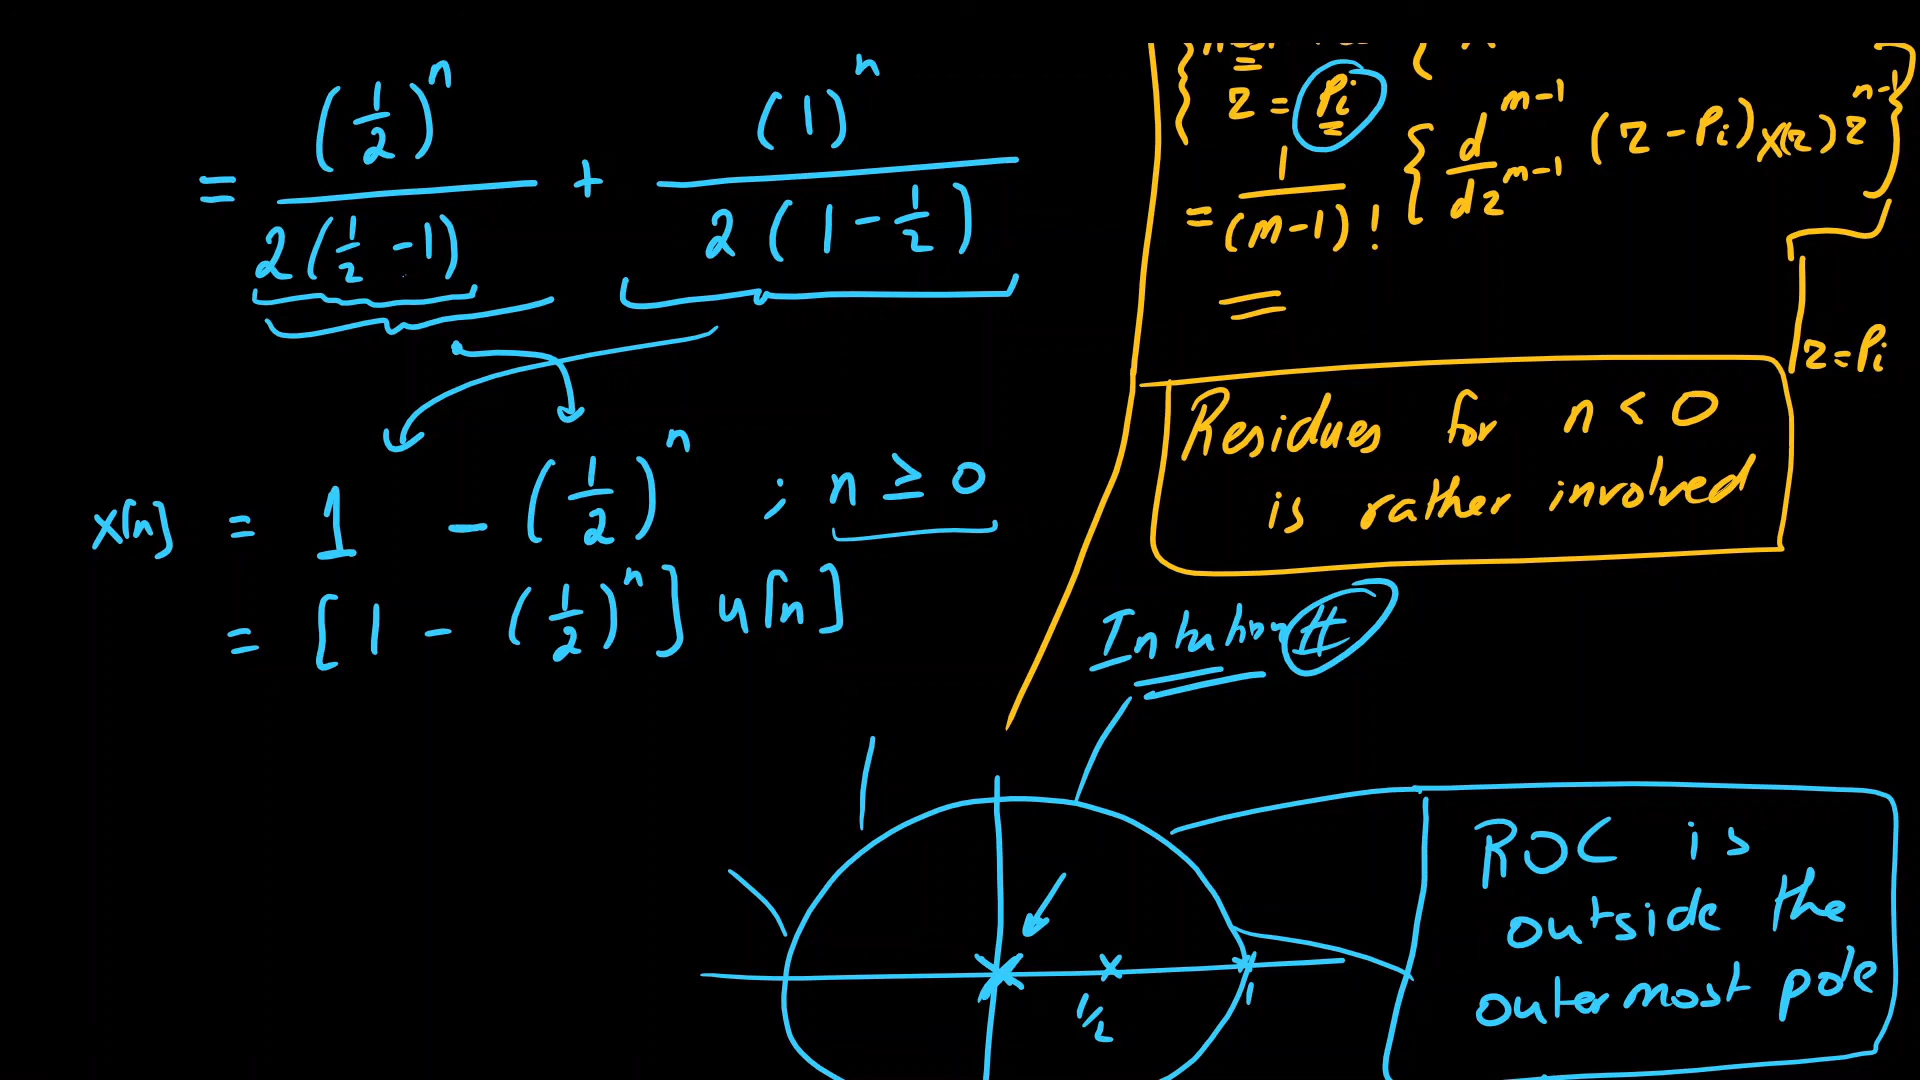 = (1/2)^n / 2(1/2 - 1) + (1)^n / 2(1 - 1/2)
x[n] = 1 - (1/2)^n ; n ≥ 0
= [1 - (1/2)^n] u[n]
z = Pi
= 1/(m-1)! { d^m-1/dz^m-1 (z - Pi) X(z) z^n-1 }
z = Pi
Residues for n < 0
is rather involved
ROC is
outside the
outermost pole
1/2
1